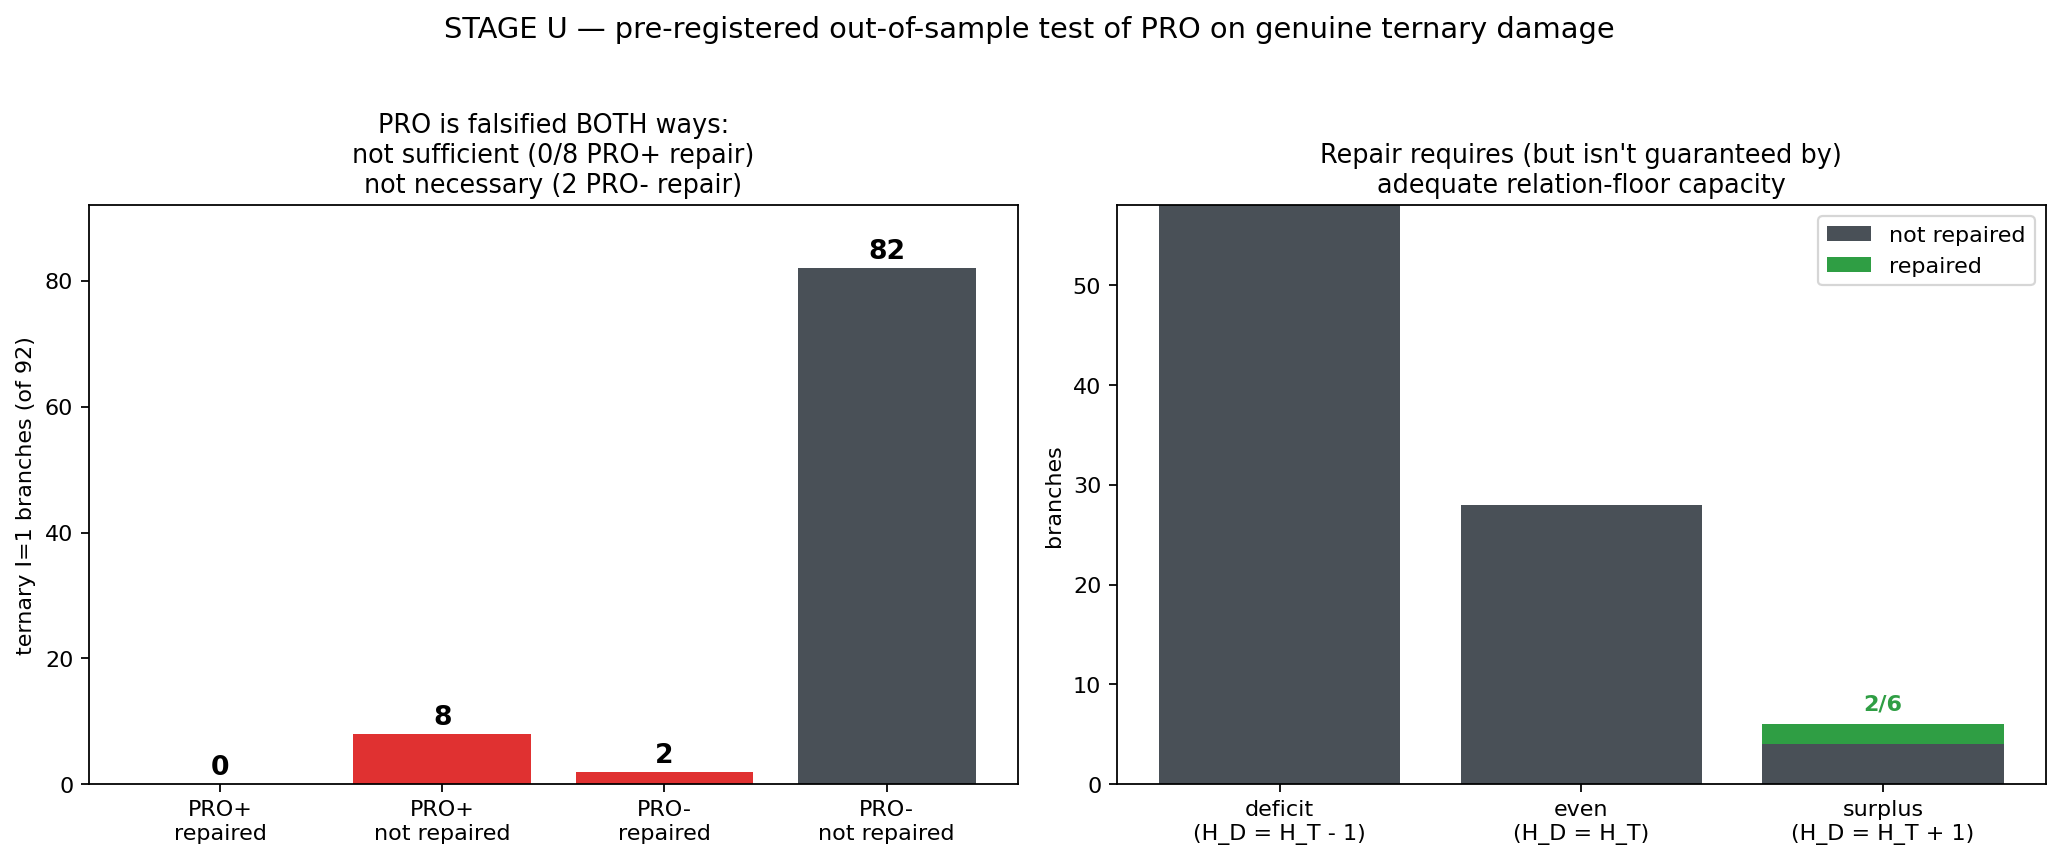 STAGE U — pre-registered out-of-sample test of PRO on genuine ternary damage
PRO is falsified BOTH ways:
not sufficient (0/8 PRO+ repair)
not necessary (2 PRO- repair)
ternary I=1 branches (of 92)
80
60
40
20
0
0
8
2
82
PRO+
repaired
PRO+
not repaired
PRO-
repaired
PRO-
not repaired
Repair requires (but isn't guaranteed by)
adequate relation-floor capacity
branches
50
40
30
20
10
0
not repaired
repaired
2/6
deficit
(H_D = H_T - 1)
even
(H_D = H_T)
surplus
(H_D = H_T + 1)